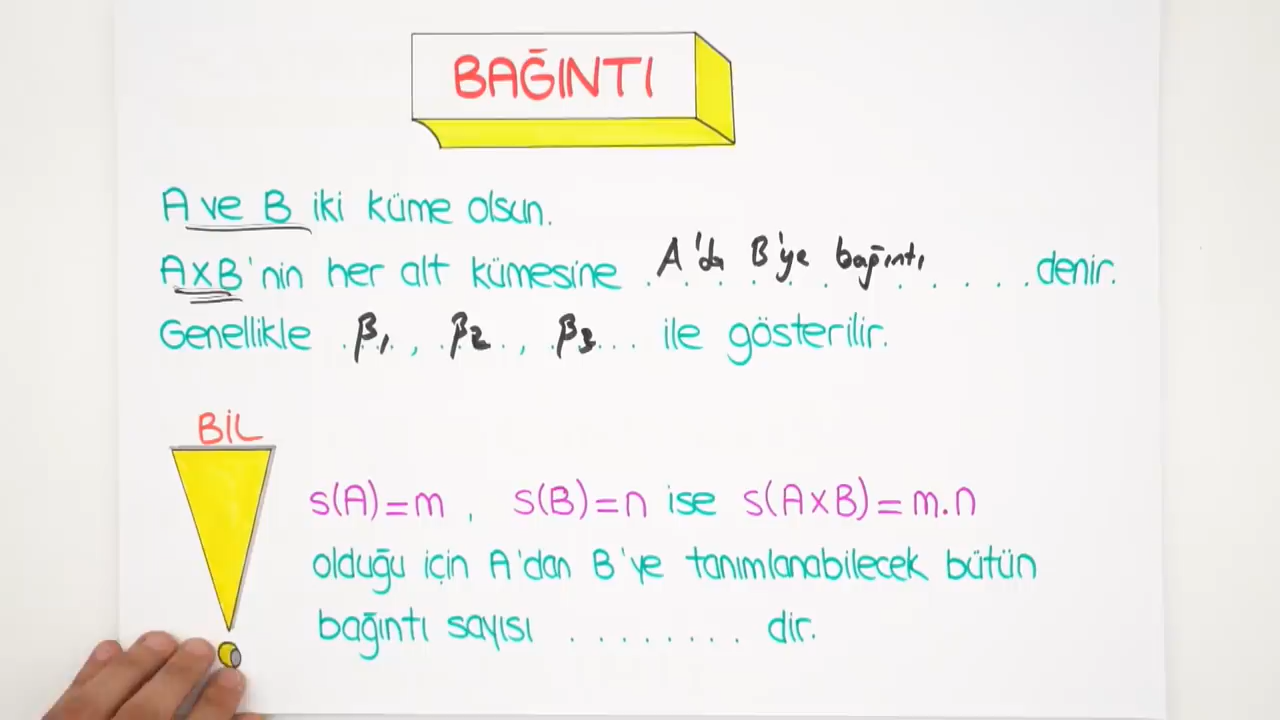 BAĞINTI
A ve B iki küme olsun.
AxB'nin her alt kümesine A'da B'ye bağıntı denir.
Genellikle β1, β2, β3... ile gösterilir.
BİL
s(A)=m, s(B)=n ise s(AxB)=m.n
olduğu için A'dan B'ye tanımlanabilecek bütün
bağıntı sayısı ........ dir.